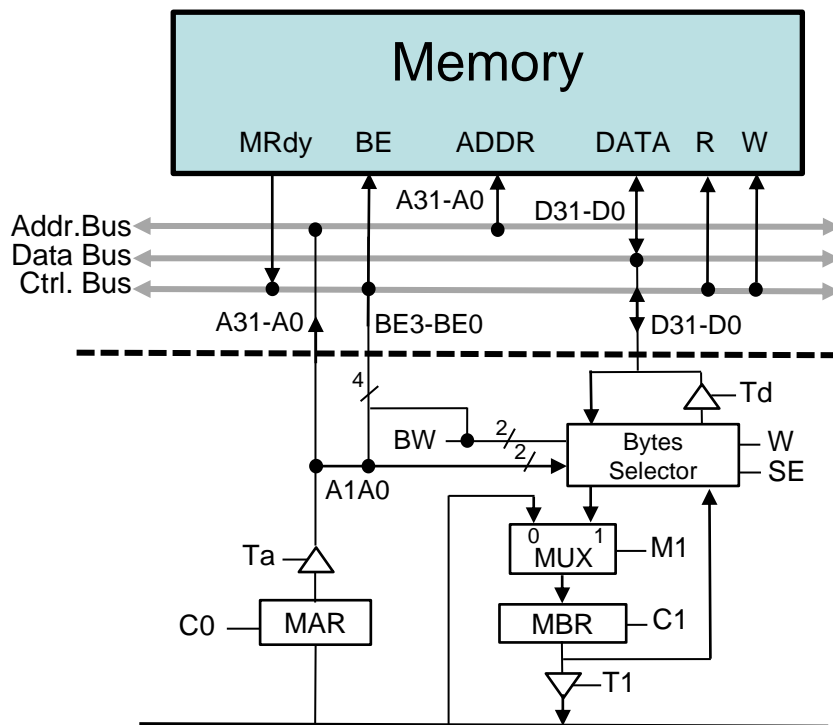 Memory
MRdy BE ADDR DATA R W
A31-A0 D31-D0
Addr.Bus
Data Bus
Ctrl. Bus
A31-A0 BE3-BE0 D31-D0
4 Td
BW 2 Bytes W
2 Selector SE
A1A0
0 1
Ta MUX M1
C0 MAR MBR C1
T1